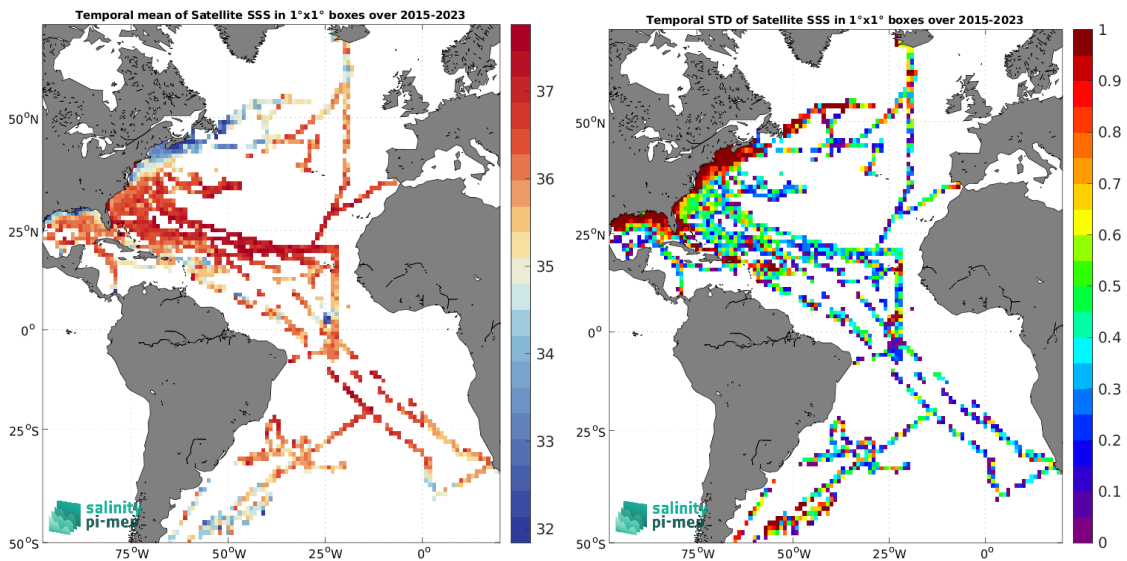 Temporal mean of Satellite SSS in 1°x1° boxes over 2015-2023
50°N
25°N
0°
25°S
50°S
75°W
50°W
25°W
0°
37
36
35
34
33
32
salinity
pi-mep
Temporal STD of Satellite SSS in 1°x1° boxes over 2015-2023
50°N
25°N
0°
25°S
50°S
75°W
50°W
25°W
0°
1
0.9
0.8
0.7
0.6
0.5
0.4
0.3
0.2
0.1
0
salinity
pi-mep